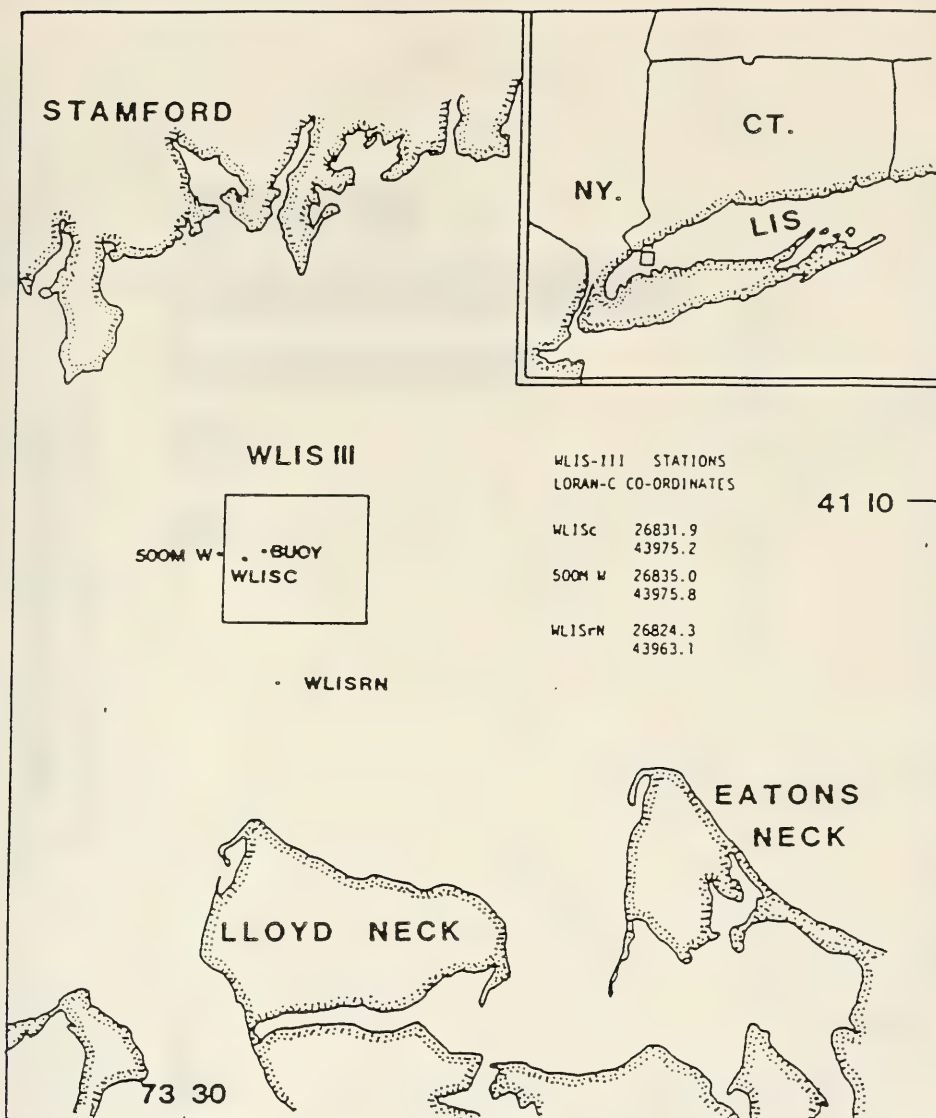 STAMFORD
CT.
NY.
LIS
WLIS III
500M W
BUOY
WLISC
WLISRN
WLIS-III STATIONS
LORAN-C CO-ORDINATES
WLISc 26831.9
43975.2
500M W 26835.0
43975.8
WLISrN 26824.3
43963.1
41 10
EATONS
NECK
LLOYD NECK
73 30